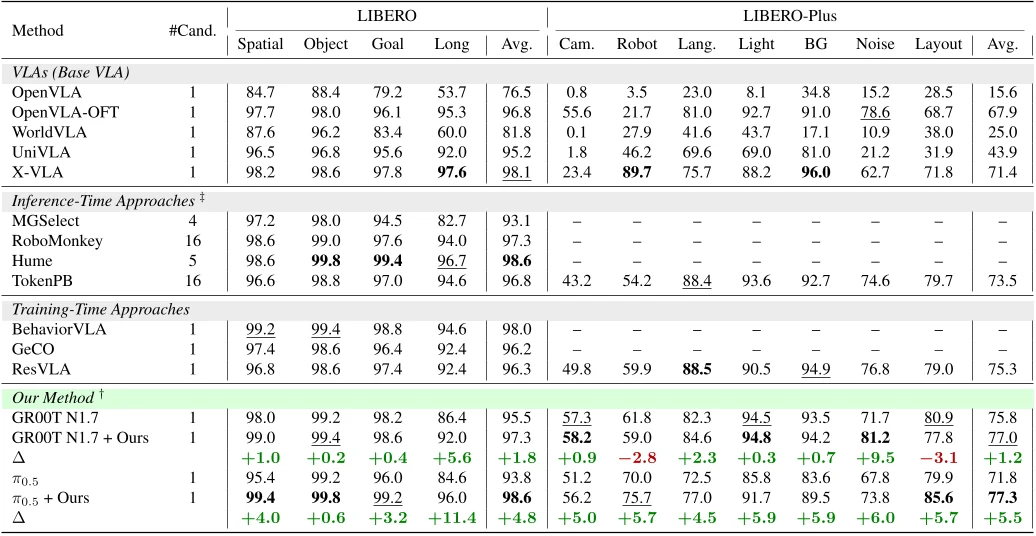 Method #Cand. LIBERO LIBERO-Plus
Spatial Object Goal Long Avg. Cam. Robot Lang. Light BG Noise Layout Avg.
VLAs (Base VLA)
OpenVLA 1 84.7 88.4 79.2 53.7 76.5 0.8 3.5 23.0 8.1 34.8 15.2 28.5 15.6
OpenVLA-OFT 1 97.7 98.0 96.1 95.3 96.8 55.6 21.7 81.0 92.7 91.0 78.6 68.7 67.9
WorldVLA 1 87.6 96.2 83.4 60.0 81.8 0.1 27.9 41.6 43.7 17.1 10.9 38.0 25.0
UniVLA 1 96.5 96.8 95.6 92.0 95.2 1.8 46.2 69.6 69.0 81.0 21.2 31.9 43.9
X-VLA 1 98.2 98.6 97.8 97.6 98.1 23.4 89.7 75.7 88.2 96.0 62.7 71.8 71.4
Inference-Time Approaches ‡
MGSelect 4 97.2 98.0 94.5 82.7 93.1 – – – – – – – –
RoboMonkey 16 98.6 99.0 97.6 94.0 97.3 – – – – – – – –
Hume 5 98.6 99.8 99.4 96.7 98.6 – – – – – – – –
TokenPB 16 96.6 98.8 97.0 94.6 96.8 43.2 54.2 88.4 93.6 92.7 74.6 79.7 73.5
Training-Time Approaches
BehaviorVLA 1 99.2 99.4 98.8 94.6 98.0 – – – – – – – –
GeCO 1 97.4 98.6 96.4 92.4 96.2 – – – – – – – –
ResVLA 1 96.8 98.6 97.4 92.4 96.3 49.8 59.9 88.5 90.5 94.9 76.8 79.0 75.3
Our Method †
GR00T N1.7 1 98.0 99.2 98.2 86.4 95.5 57.3 61.8 82.3 94.5 93.5 71.7 80.9 75.8
GR00T N1.7 + Ours 1 99.0 99.4 98.6 92.0 97.3 58.2 59.0 84.6 94.8 94.2 81.2 77.8 77.0
Δ +1.0 +0.2 +0.4 +5.6 +1.8 +0.9 −2.8 +2.3 +0.3 +0.7 +9.5 −3.1 +1.2
π0.5 1 95.4 99.2 96.0 84.6 93.8 51.2 70.0 72.5 85.8 83.6 67.8 79.9 71.8
π0.5 + Ours 1 99.4 99.8 99.2 96.0 98.6 56.2 75.7 77.0 91.7 89.5 73.8 85.6 77.3
Δ +4.0 +0.6 +3.2 +11.4 +4.8 +5.0 +5.7 +4.5 +5.9 +5.9 +6.0 +5.7 +5.5